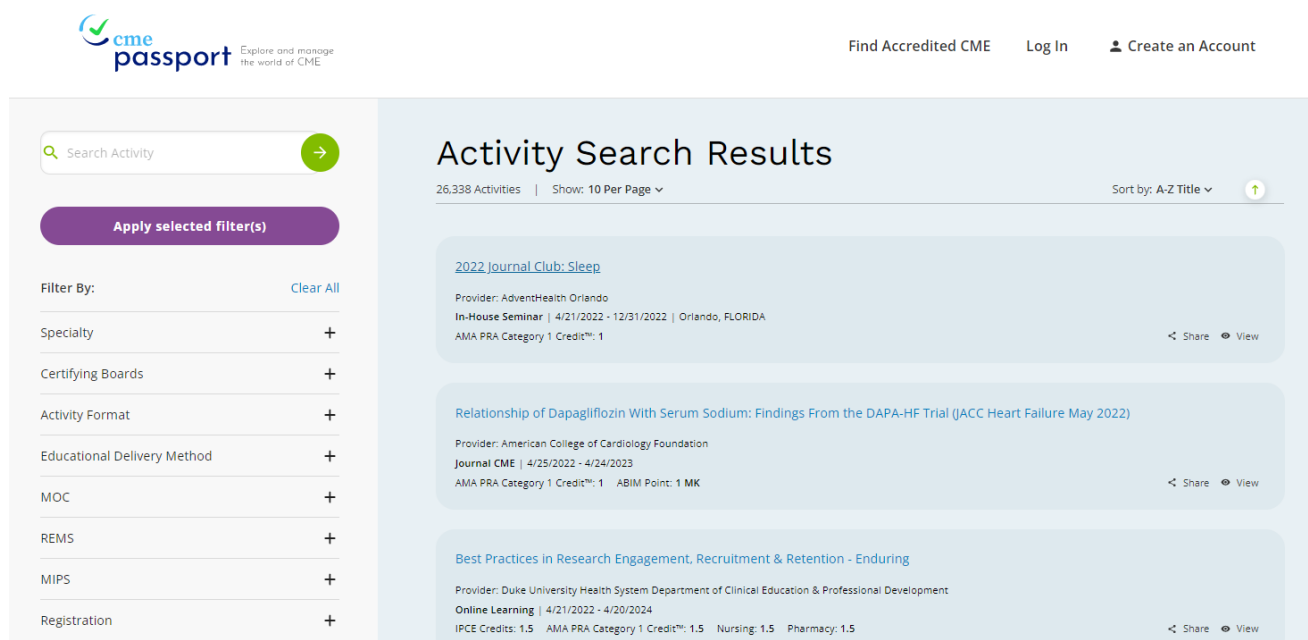 cme
passport
Explore and manage
the world of CME
Find Accredited CME
Log In
Create an Account
Search Activity
Apply selected filter(s)
Filter By:
Clear All
Specialty
Certifying Boards
Activity Format
Educational Delivery Method
MOC
REMS
MIPS
Registration
Activity Search Results
26,338 Activities | Show: 10 Per Page
Sort by: A-Z Title
2022 Journal Club: Sleep
Provider: AdventHealth Orlando
In-House Seminar | 4/21/2022 - 12/31/2022 | Orlando, FLORIDA
AMA PRA Category 1 Credit™: 1
Share View
Relationship of Dapagliflozin With Serum Sodium: Findings From the DAPA-HF Trial (JACC Heart Failure May 2022)
Provider: American College of Cardiology Foundation
Journal CME | 4/25/2022 - 4/24/2023
AMA PRA Category 1 Credit™: 1 ABIM Point: 1 MK
Share View
Best Practices in Research Engagement, Recruitment & Retention - Enduring
Provider: Duke University Health System Department of Clinical Education & Professional Development
Online Learning | 4/21/2022 - 4/20/2024
IPCE Credits: 1.5 AMA PRA Category 1 Credit™: 1.5 Nursing: 1.5 Pharmacy: 1.5
Share View